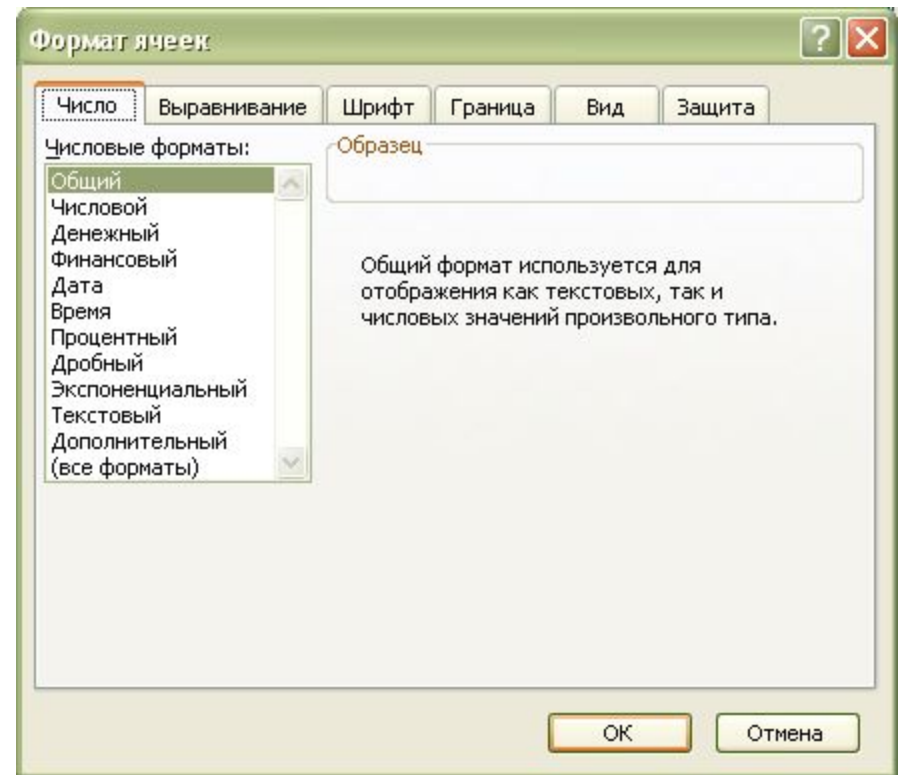 Формат ячеек
Число Выравнивание Шрифт Граница Вид Защита
Числовые форматы:
Общий
Числовой
Денежный
Финансовый
Дата
Время
Процентный
Дробный
Экспоненциальный
Текстовый
Дополнительный
(все форматы)
Образец
Общий формат используется для
отображения как текстовых, так и
числовых значений произвольного типа.
ОК Отмена